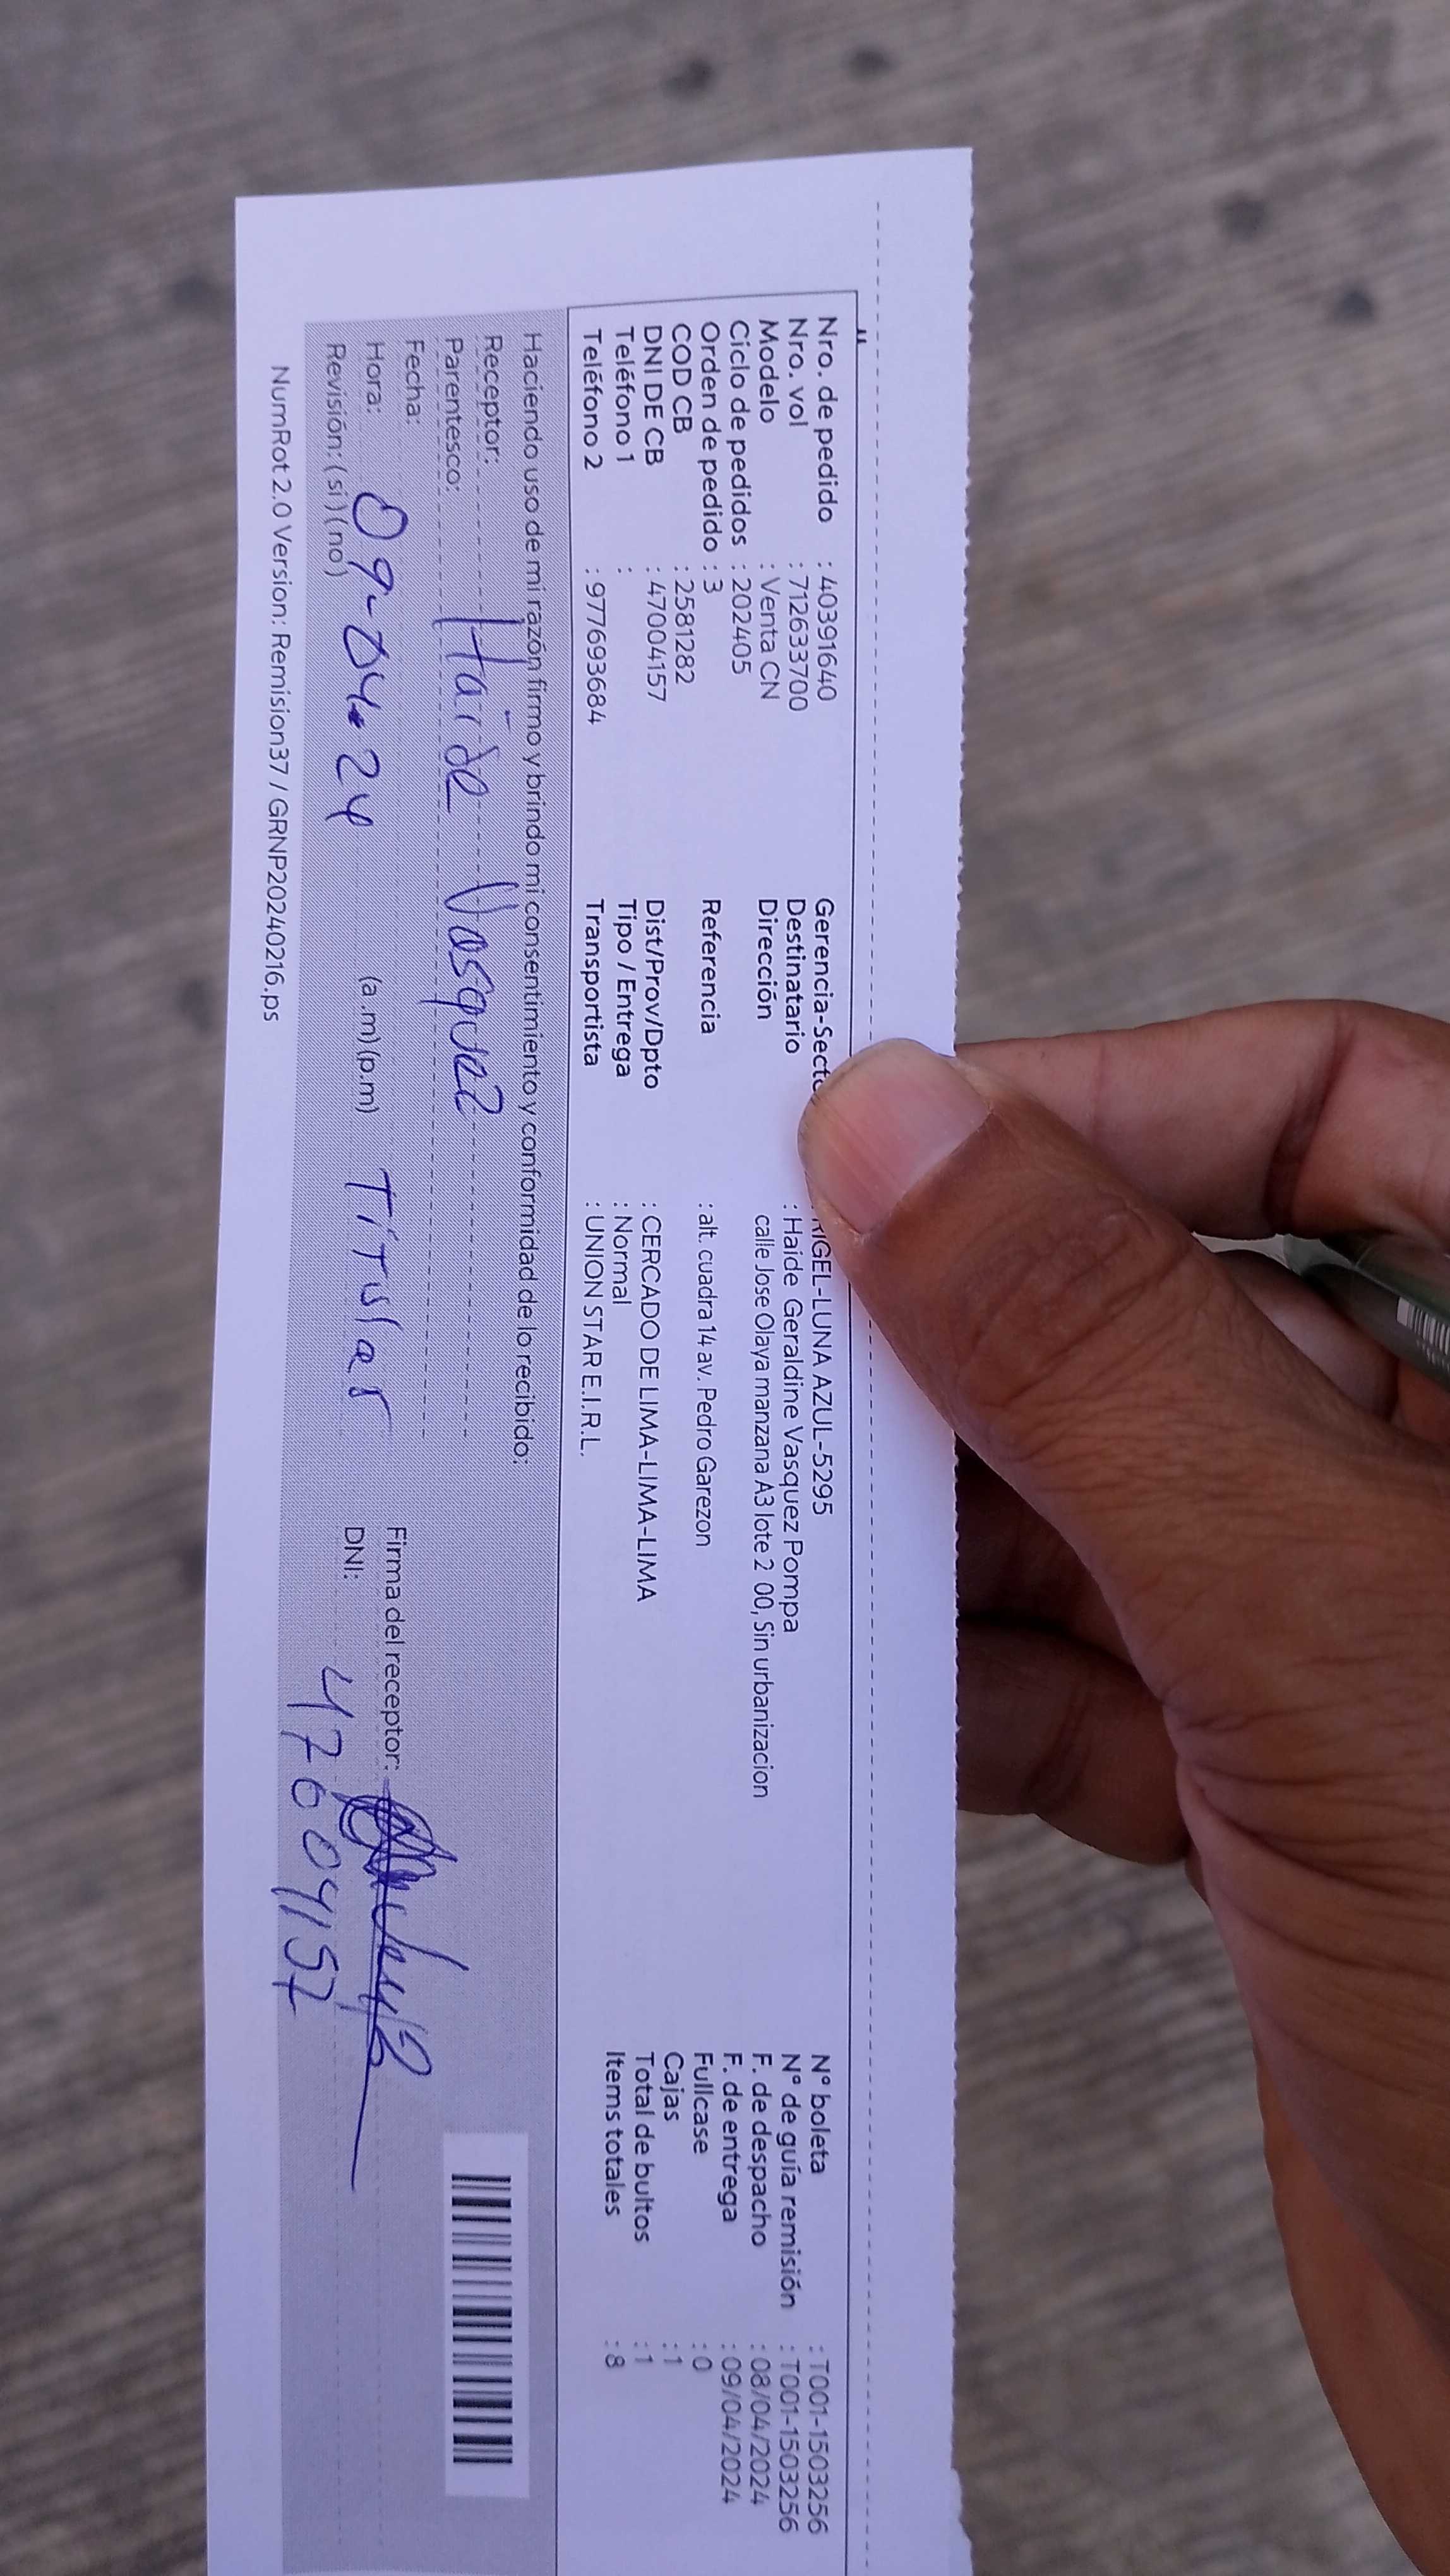 Nro. de pedido : 40391640
Nro. vol : 712633700
Modelo : Venta CN
Ciclo de pedidos : 202405
Orden de pedido : 3
COD CB : 2581282
DNI DE CB : 47004157
Teléfono 1 :
Teléfono 2 : 977693684
Gerencia-Sect RIGEL-LUNA AZUL-5295
Destinatario : Haide Geraldine Vasquez Pompa
Dirección calle Jose Olaya manzana A3 lote 2 00, Sin urbanizacion
Referencia : alt. cuadra 14 av. Pedro Garezon
Dist/Prov/Dpto : CERCADO DE LIMA-LIMA-LIMA
Tipo / Entrega : Normal
Transportista : UNION STAR E.I.R.L.
N° boleta : T001-1503256
N° de guía remisión : T001-1503256
F. de despacho : 08/04/2024
F. de entrega : 09/04/2024
Fullcase : 0
Cajas : 1
Total de bultos : 1
Items totales : 8
Haciendo uso de mi razón firmo y brindo mi consentimiento y conformidad de lo recibido:
Receptor: Haide Vasquez
Parentesco:
Fecha:
Hora: 09-04-24 (a.m)(p.m) Titular
Revisión: (si)(no)
Firma del receptor:
DNI: 47004157
NumRot 2.0 Version: Remision37 / GRNP20240216.ps